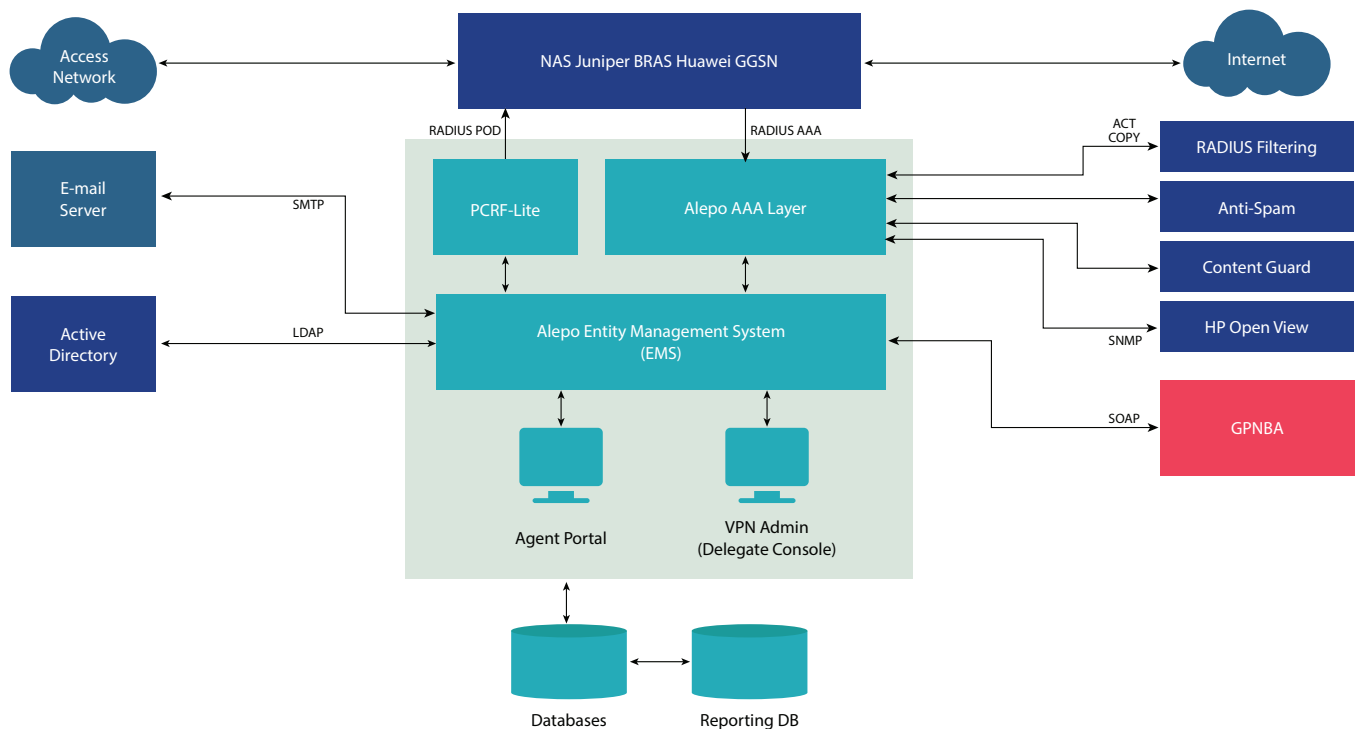 Access
Network
NAS Juniper BRAS Huawei GGSN
Internet
RADIUS POD
RADIUS AAA
ACT
COPY
RADIUS Filtering
E-mail
Server
SMTP
PCRF-Lite
Alepo AAA Layer
Anti-Spam
Content Guard
Active
Directory
LDAP
Alepo Entity Management System
(EMS)
SNMP
HP Open View
SOAP
GPNBA
Agent Portal
VPN Admin
(Delegate Console)
Databases
Reporting DB